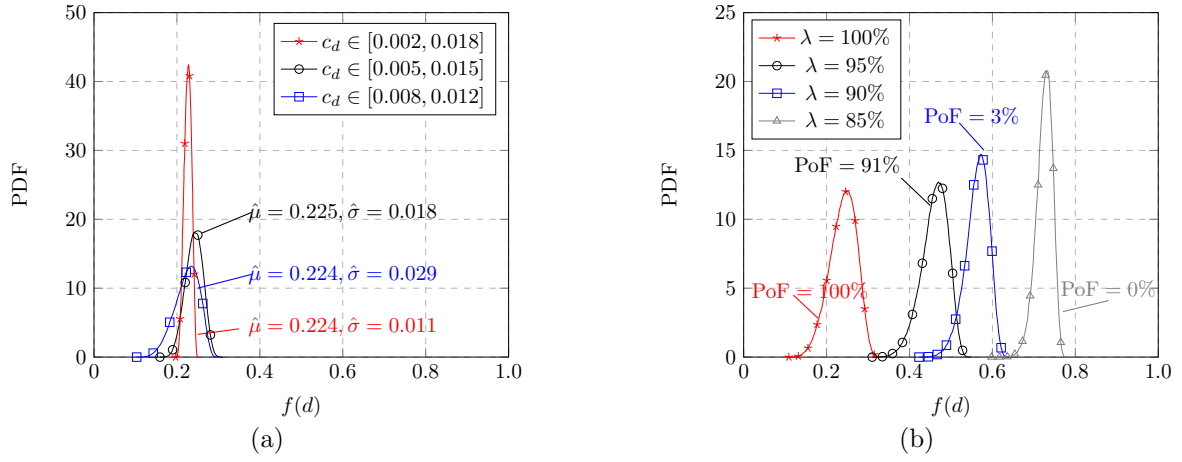 50
40
30
20
10
0
PDF
0
0.2
0.4
0.6
0.8
1.0
f(d)
c_d ∈ [0.002, 0.018]
c_d ∈ [0.005, 0.015]
c_d ∈ [0.008, 0.012]
μ̂ = 0.225, σ̂ = 0.018
μ̂ = 0.224, σ̂ = 0.029
μ̂ = 0.224, σ̂ = 0.011
(a)
25
20
15
10
5
0
PDF
0
0.2
0.4
0.6
0.8
1.0
f(d)
λ = 100%
λ = 95%
λ = 90%
λ = 85%
PoF = 3%
PoF = 91%
PoF = 100%
PoF = 0%
(b)